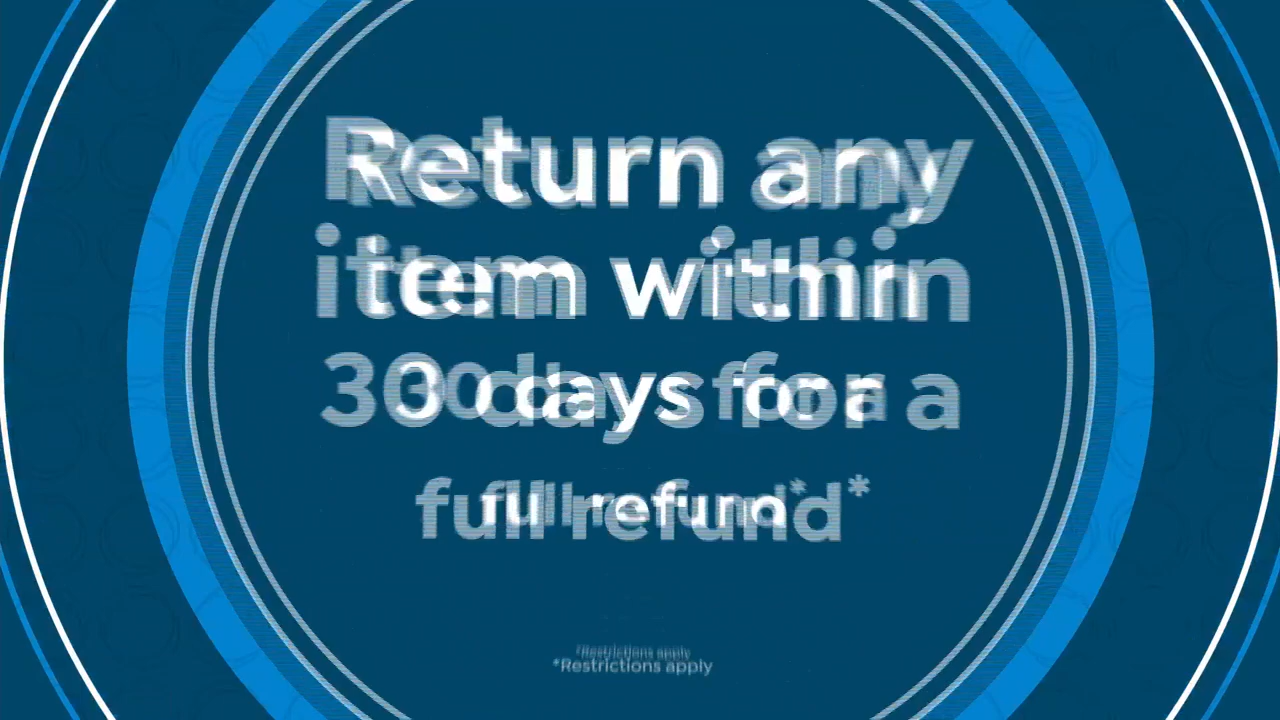 Return any
item within
30 days for a
full refund*
*Restrictions apply